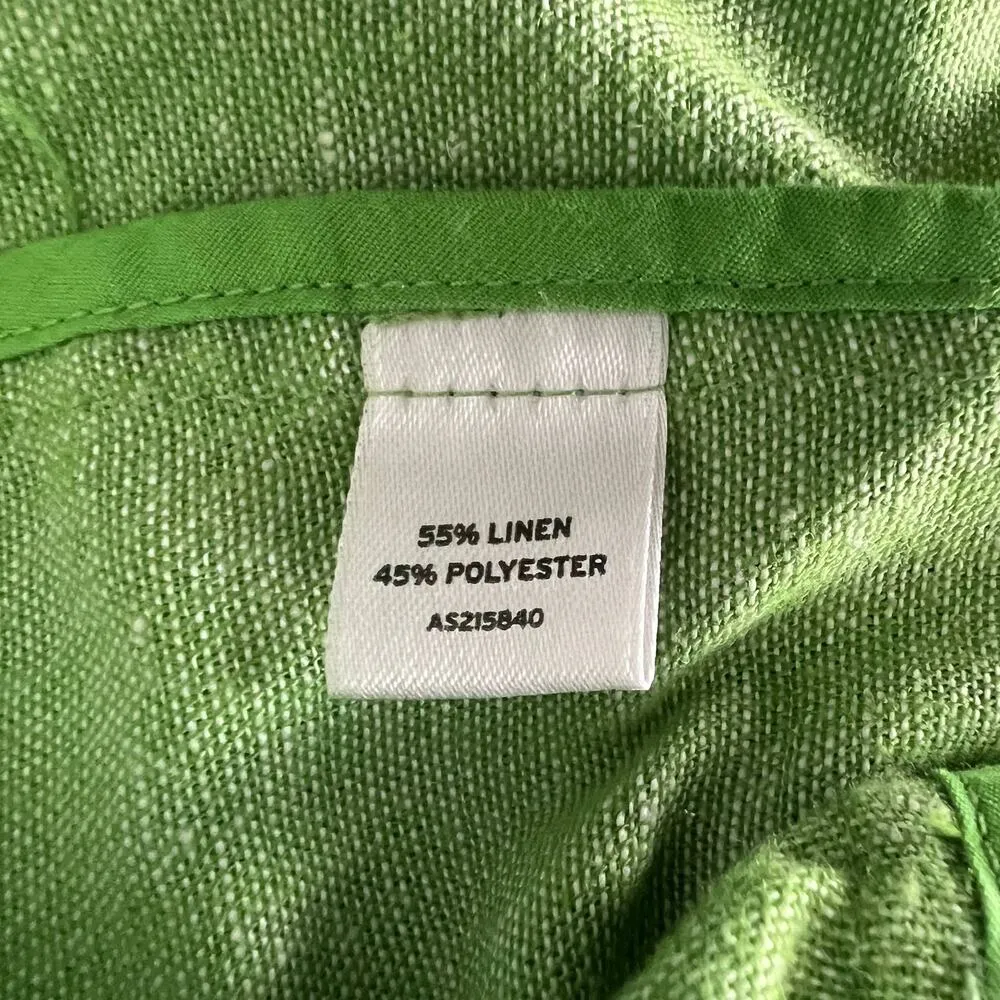 55% LINEN
45% POLYESTER
AS215840